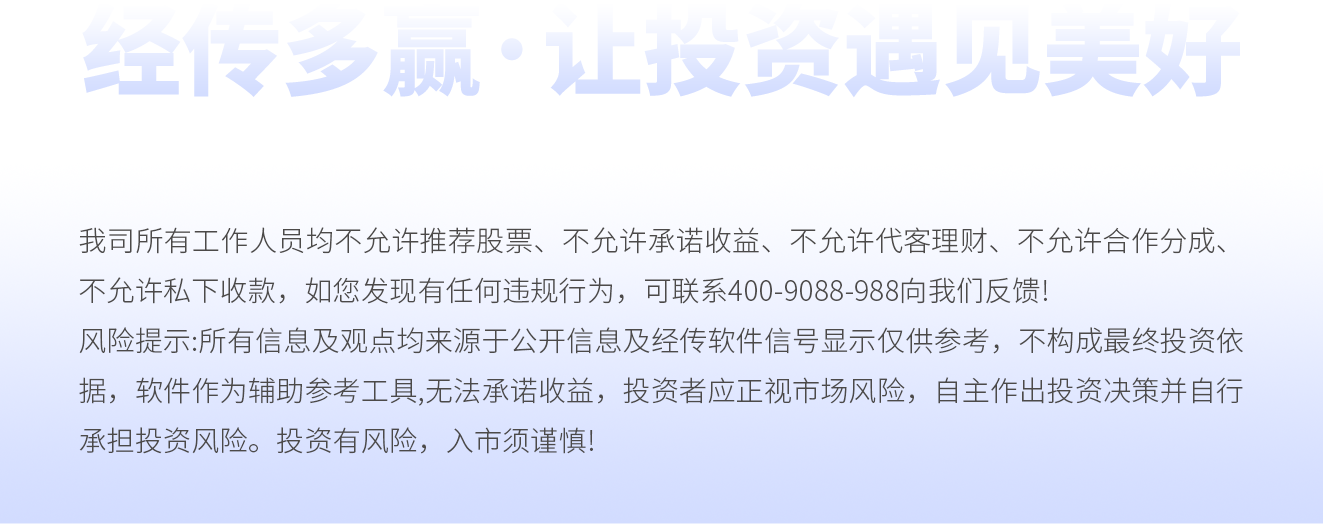 经传多赢·让投资遇见美好
我司所有工作人员均不允许推荐股票、不允许承诺收益、不允许代客理财、不允许合作分成、
不允许私下收款，如您发现有任何违规行为，可联系400-9088-988向我们反馈!
风险提示:所有信息及观点均来源于公开信息及经传软件信号显示仅供参考，不构成最终投资依
据，软件作为辅助参考工具,无法承诺收益，投资者应正视市场风险，自主作出投资决策并自行
承担投资风险。投资有风险，入市须谨慎!